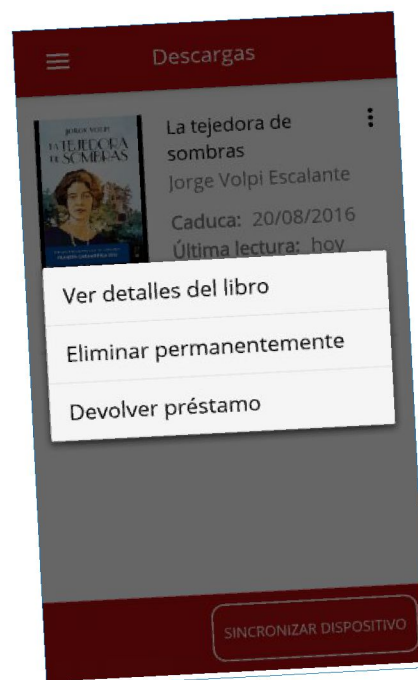 Descargas
JORGE VOLPI
LA TEJEDORA
DE SOMBRAS
La tejedora de
sombras
Jorge Volpi Escalante
Caduca: 20/08/2016
Última lectura: hoy
Ver detalles del libro
Eliminar permanentemente
Devolver préstamo
SINCRONIZAR DISPOSITIVO